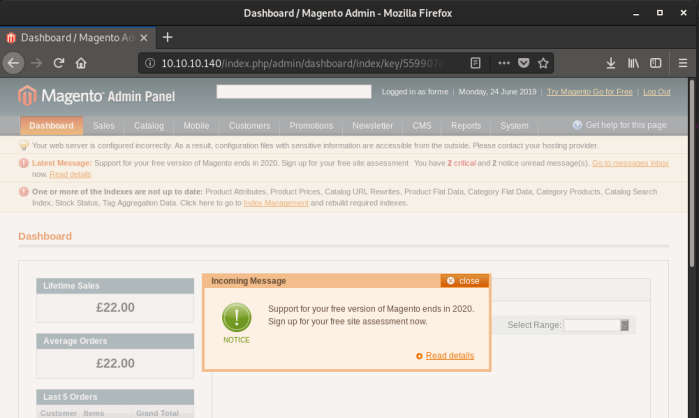 Dashboard / Magento Admin - Mozilla Firefox
Dashboard / Magento Ad
10.10.10.140/index.php/admin/dashboard/index/key/559907
Magento Admin Panel
Logged in as forme | Monday, 24 June 2019 | Try Magento Go for Free | Log Out
Dashboard Sales Catalog Mobile Customers Promotions Newsletter CMS Reports System Get help for this page
Your web server is configured incorrectly. As a result, configuration files with sensitive information are accessible from the outside. Please contact your hosting provider.
Latest Message: Support for your free version of Magento ends in 2020. Sign up for your free site assessment You have 2 critical and 2 notice unread message(s). Go to messages inbox
now. Read details
One or more of the Indexes are not up to date: Product Attributes, Product Prices, Catalog URL Rewrites, Product Flat Data, Category Flat Data, Category Products, Catalog Search
Index, Stock Status, Tag Aggregation Data. Click here to go to Index Management and rebuild required indexes.
Dashboard
Lifetime Sales
£22.00
Average Orders
£22.00
Last 5 Orders
Customer Items Grand Total
Incoming Message
close
Support for your free version of Magento ends in 2020.
Sign up for your free site assessment now.
NOTICE
Read details
Select Range: